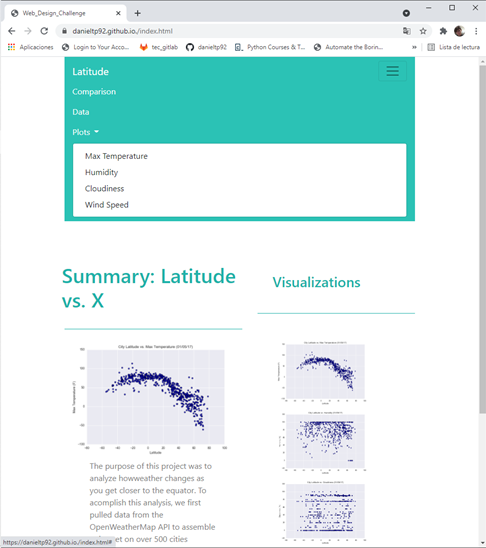 Web_Design_Challenge
danieltp92.github.io./index.html
Aplicaciones
Login to Your Acco...
tec_gitlab
danieltp92
Python Courses & T...
Automate the Borin...
Lista de lectura
Latitude
Comparison
Data
Plots
Max Temperature
Humidity
Cloudiness
Wind Speed
Summary: Latitude
vs. X
Visualizations
City Latitude vs. Max Temperature (01/05/17)
Max Temperature (F)
Latitude
The purpose of this project was to
analyze howweather changes as
you get closer to the equator. To
acomplish this analysis, we first
pulled data from the
OpenWeatherMap API to assemble
et on over 500 cities
https://danieltp92.github.io./index.html#